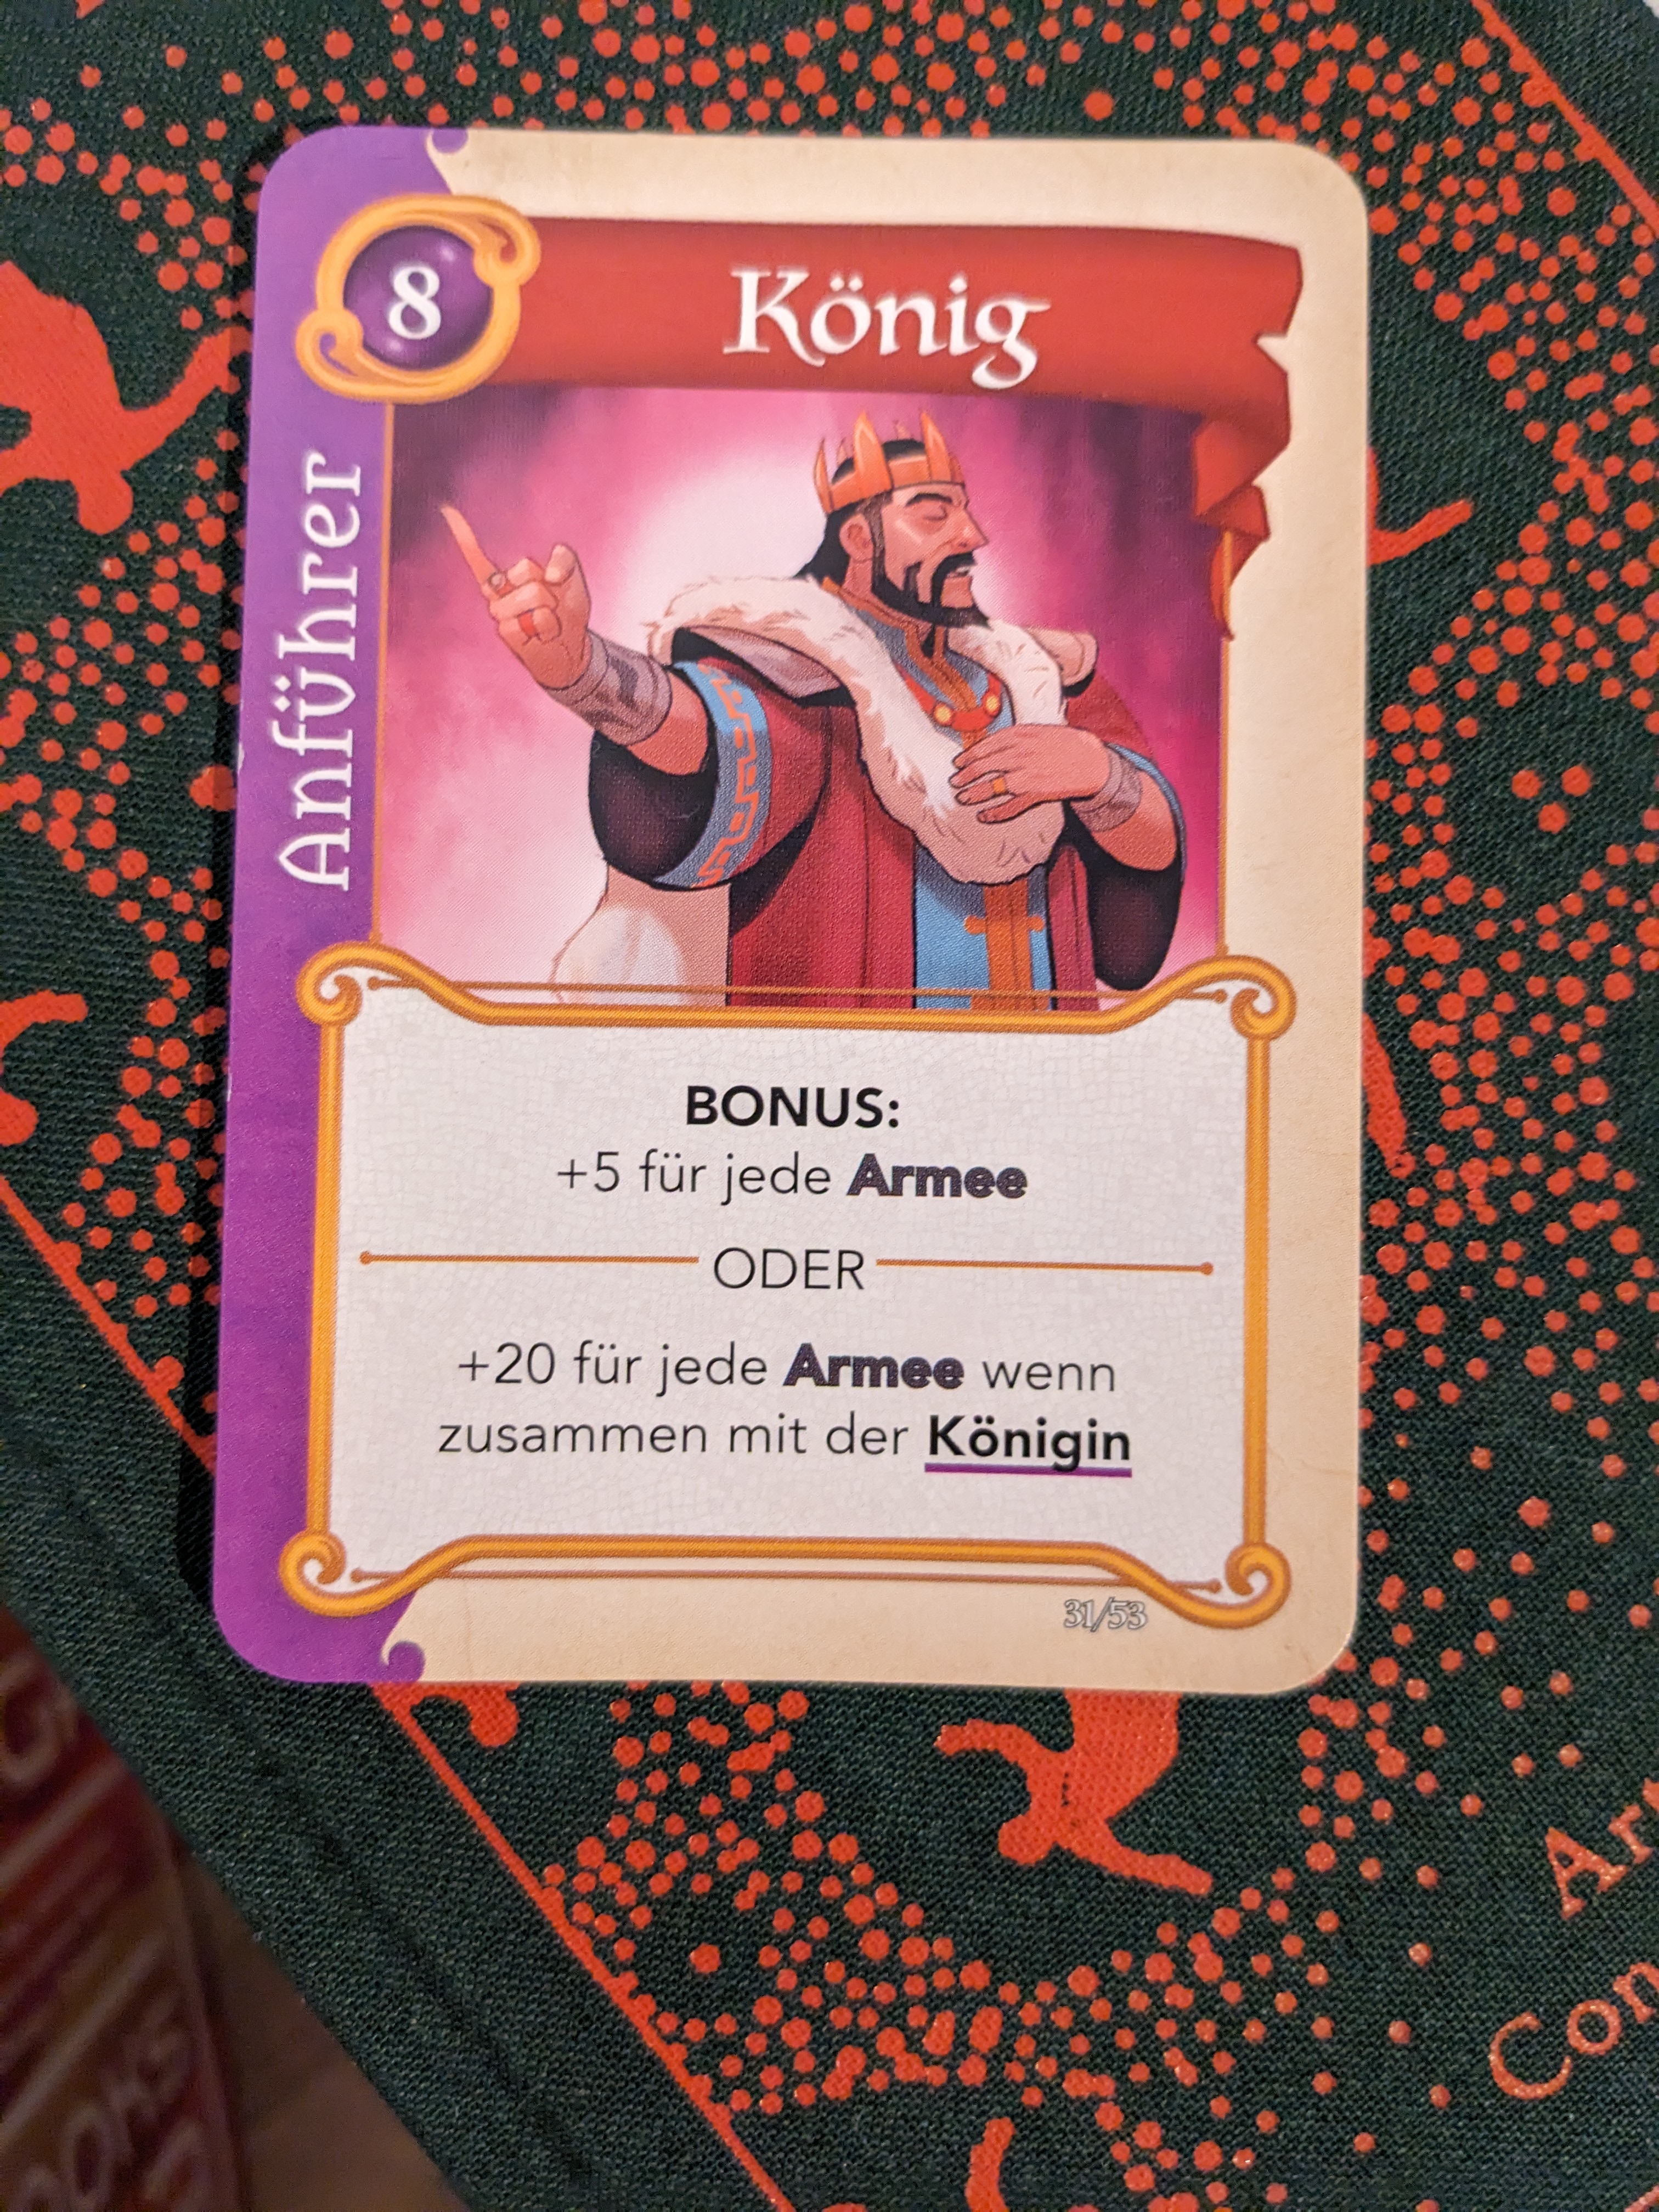 8
König
Anführer
BONUS:
+5 für jede Armee
ODER
+20 für jede Armee wenn
zusammen mit der Königin
31/53